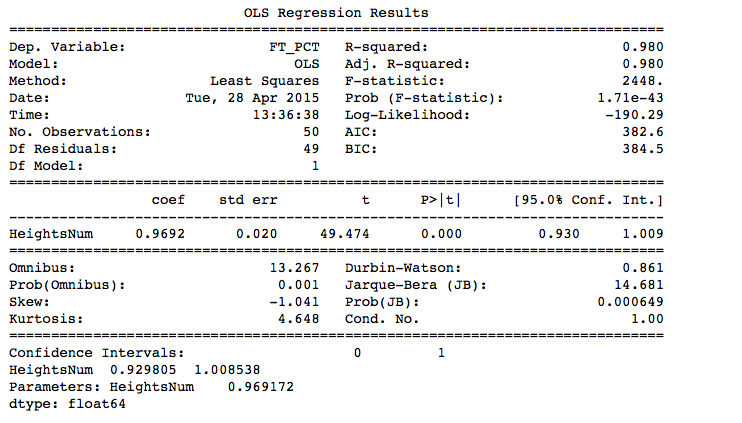 OLS Regression Results
==============================================================================
Dep. Variable: FT_PCT R-squared: 0.980
Model: OLS Adj. R-squared: 0.980
Method: Least Squares F-statistic: 2448.
Date: Tue, 28 Apr 2015 Prob (F-statistic): 1.71e-43
Time: 13:36:38 Log-Likelihood: -190.29
No. Observations: 50 AIC: 382.6
Df Residuals: 49 BIC: 384.5
Df Model: 1
==============================================================================
coef std err t P>|t| [95.0% Conf. Int.]
------------------------------------------------------------------------------
HeightsNum 0.9692 0.020 49.474 0.000 0.930 1.009
==============================================================================
Omnibus: 13.267 Durbin-Watson: 0.861
Prob(Omnibus): 0.001 Jarque-Bera (JB): 14.681
Skew: -1.041 Prob(JB): 0.000649
Kurtosis: 4.648 Cond. No. 1.00
==============================================================================
Confidence Intervals: 0 1
HeightsNum 0.929805 1.008538
Parameters: HeightsNum 0.969172
dtype: float64